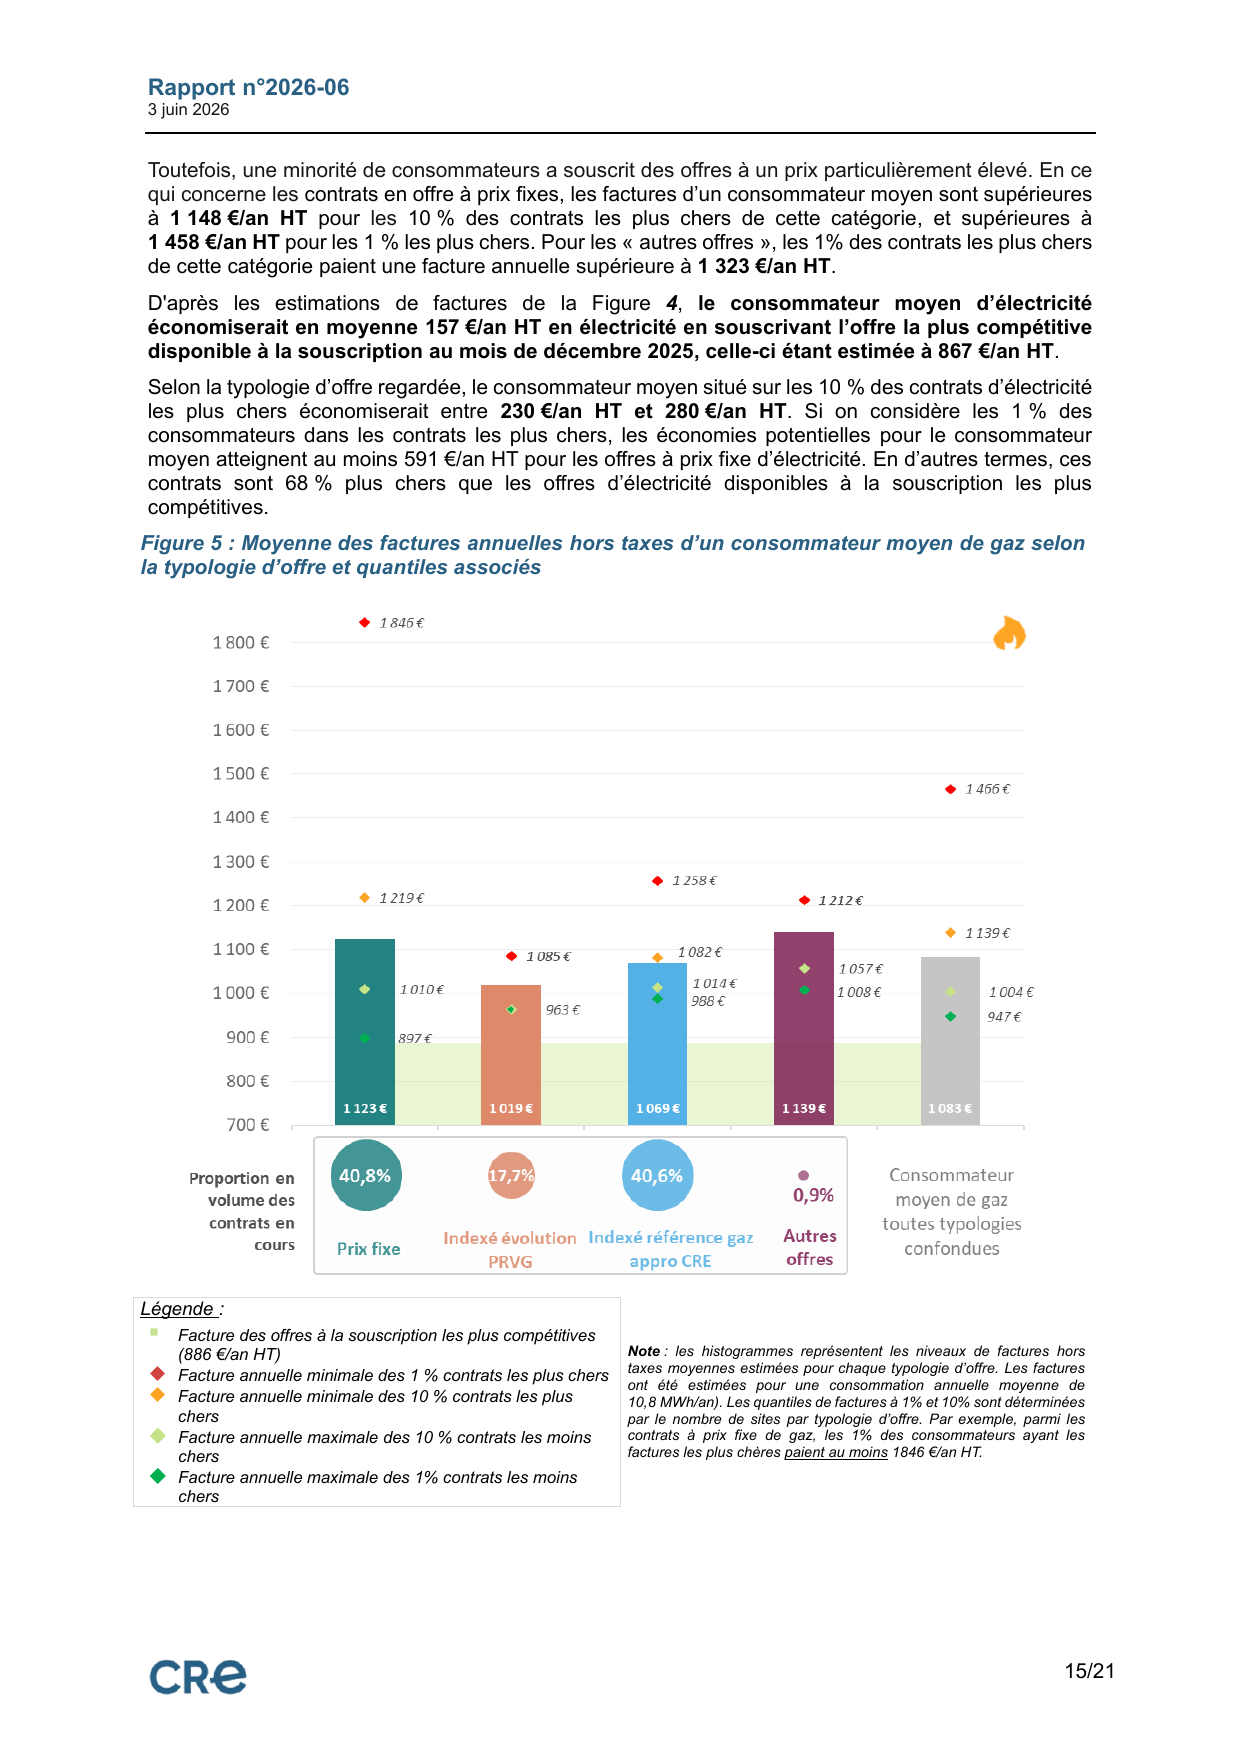 Rapport n°2026-06
3 juin 2026
Toutefois, une minorité de consommateurs a souscrit des offres à un prix particulièrement élevé. En ce
qui concerne les contrats en offre à prix fixes, les factures d’un consommateur moyen sont supérieures
à 1 148 €/an HT pour les 10 % des contrats les plus chers de cette catégorie, et supérieures à
1 458 €/an HT pour les 1 % les plus chers. Pour les « autres offres », les 1% des contrats les plus chers
de cette catégorie paient une facture annuelle supérieure à 1 323 €/an HT.
D'après les estimations de factures de la Figure 4, le consommateur moyen d’électricité
économiserait en moyenne 157 €/an HT en électricité en souscrivant l’offre la plus compétitive
disponible à la souscription au mois de décembre 2025, celle-ci étant estimée à 867 €/an HT.
Selon la typologie d’offre regardée, le consommateur moyen situé sur les 10 % des contrats d’électricité
les plus chers économiserait entre 230 €/an HT et 280 €/an HT. Si on considère les 1 % des
consommateurs dans les contrats les plus chers, les économies potentielles pour le consommateur
moyen atteignent au moins 591 €/an HT pour les offres à prix fixe d’électricité. En d’autres termes, ces
contrats sont 68 % plus chers que les offres d’électricité disponibles à la souscription les plus
compétitives.
Figure 5 : Moyenne des factures annuelles hors taxes d’un consommateur moyen de gaz selon
la typologie d’offre et quantiles associés
1 846 €
1 800 €
1 700 €
1 600 €
1 500 €
1 466 €
1 400 €
1 300 €
1 258 €
1 219 €
1 212 €
1 200 €
1 139 €
1 100 €
1 085 €
1 082 €
1 057 €
1 010 €
1 014 €
1 008 €
1 004 €
1 000 €
963 €
988 €
947 €
900 €
897 €
800 €
1 123 €
1 019 €
1 069 €
1 139 €
1 083 €
700 €
Proportion en
volume des
contrats en
cours
40,8%
17,7%
40,6%
0,9%
Prix fixe
Indexé évolution
PRVG
Indexé référence gaz
appro CRE
Autres
offres
Consommateur
moyen de gaz
toutes typologies
confondues
Légende :
Facture des offres à la souscription les plus compétitives
(886 €/an HT)
Facture annuelle minimale des 1 % contrats les plus chers
Facture annuelle minimale des 10 % contrats les plus
chers
Facture annuelle maximale des 10 % contrats les moins
chers
Facture annuelle maximale des 1% contrats les moins
chers
Note : les histogrammes représentent les niveaux de factures hors
taxes moyennes estimées pour chaque typologie d’offre. Les factures
ont été estimées pour une consommation annuelle moyenne de
10,8 MWh/an). Les quantiles de factures à 1% et 10% sont déterminées
par le nombre de sites par typologie d’offre. Par exemple, parmi les
contrats à prix fixe de gaz, les 1% des consommateurs ayant les
factures les plus chères paient au moins 1846 €/an HT.
CRe
15/21